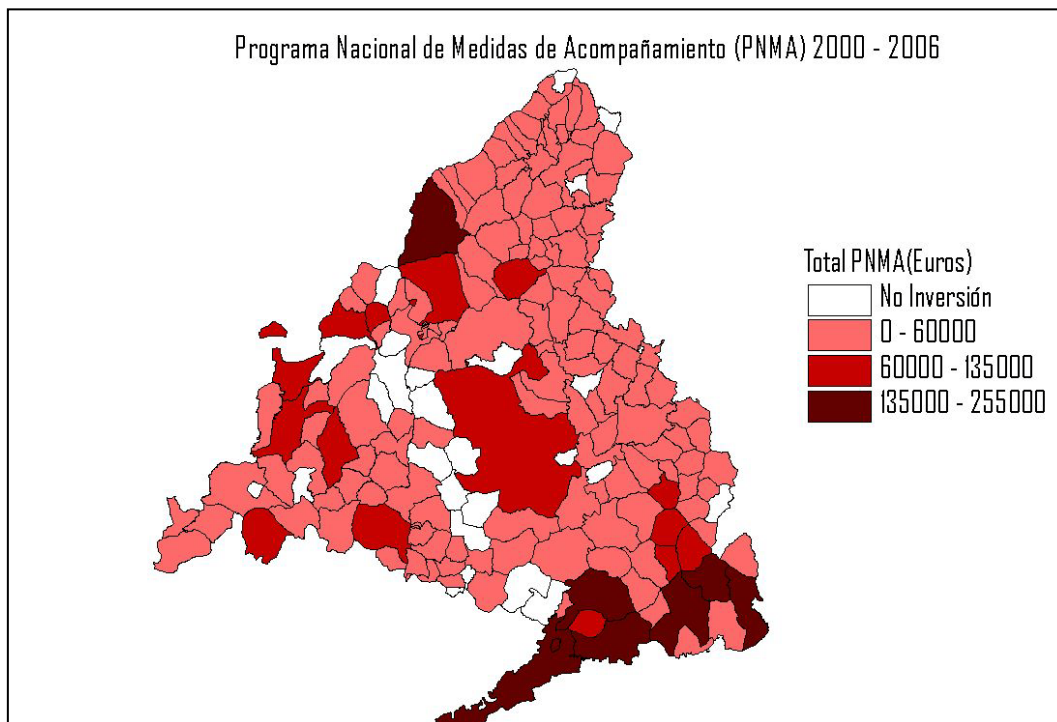 Programa Nacional de Medidas de Acompañamiento (PNMA) 2000 - 2006
Total PNMA(Euros)
No Inversión
0 - 60000
60000 - 135000
135000 - 255000